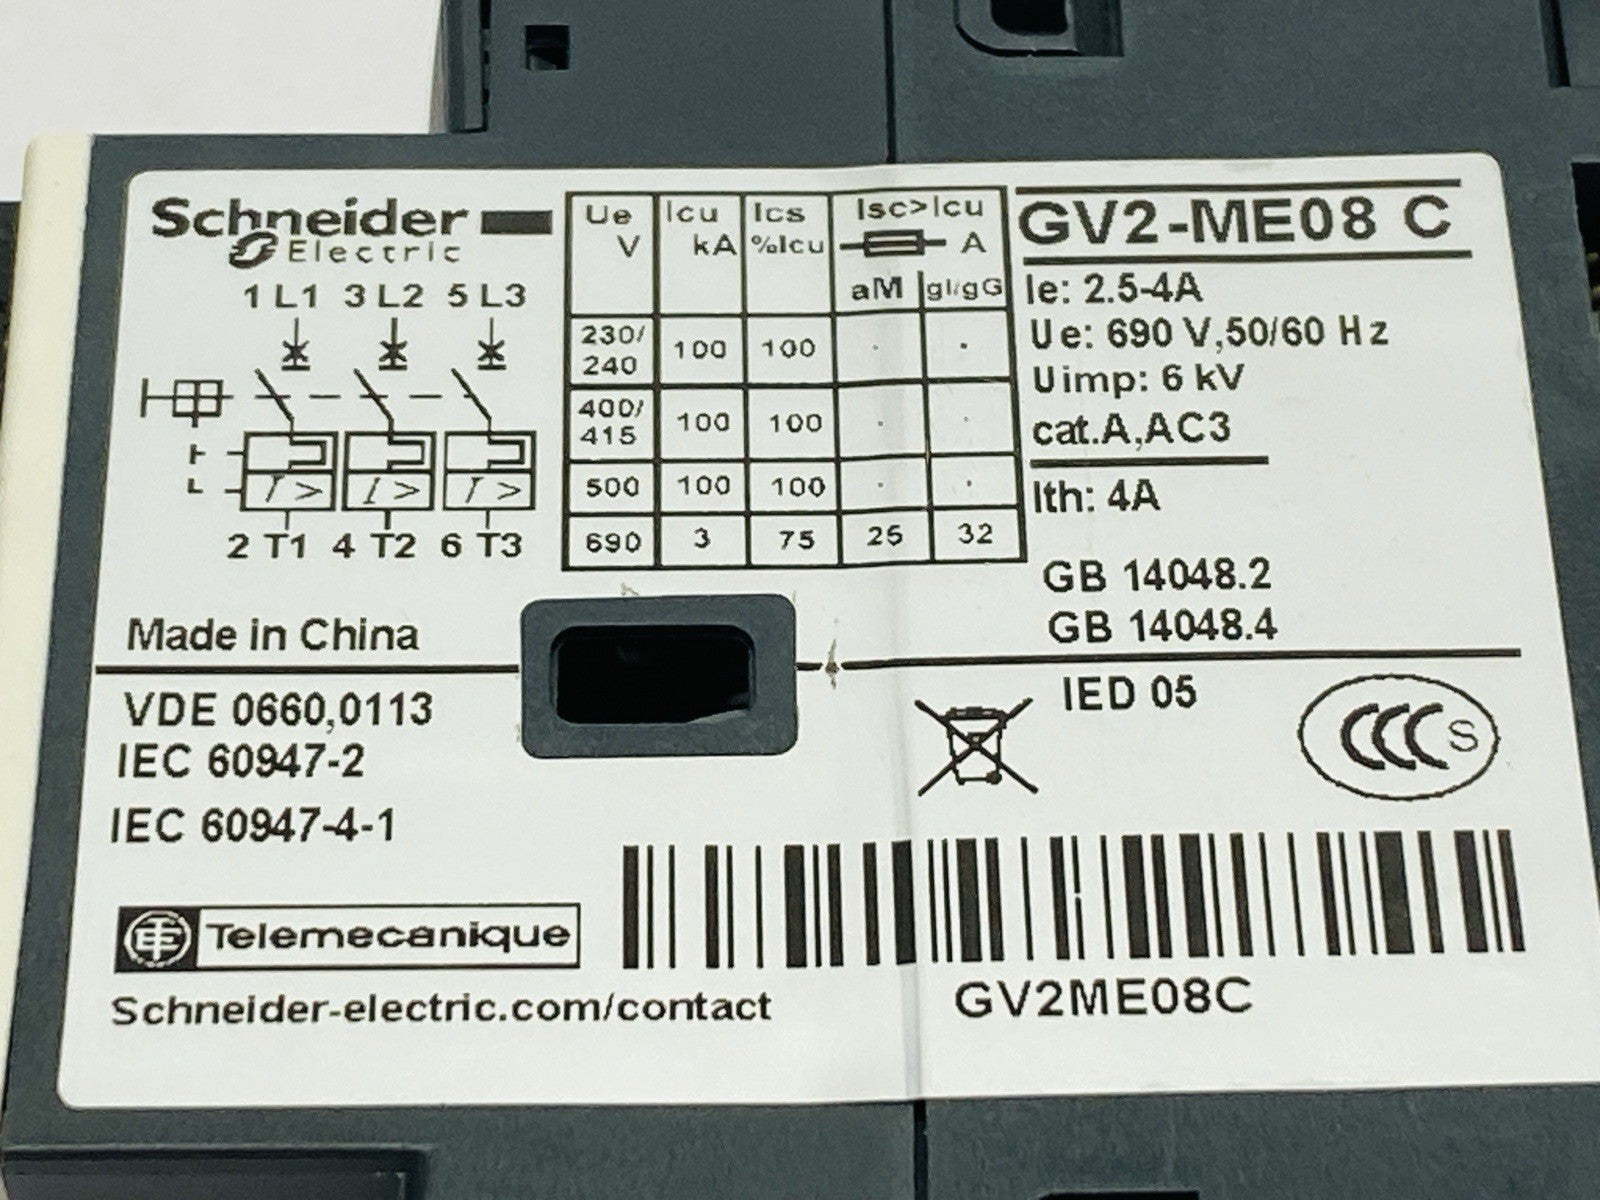 Schneider
Electric
1 L1 3 L2 5 L3
I > I > I >
2 T1 4 T2 6 T3
Ue V Icu kA Ics %Icu Isc>Icu A
aM gl/gG
230/240 100 100 . .
400/415 100 100 . .
500 100 100 . .
690 3 75 25 32
GV2-ME08 C
Ie: 2.5-4A
Ue: 690 V,50/60 Hz
Uimp: 6 kV
cat.A,AC3
Ith: 4A
GB 14048.2
GB 14048.4
Made in China
VDE 0660,0113
IEC 60947-2
IEC 60947-4-1
IED 05
CCC S
TE Telemecanique
Schneider-electric.com/contact
GV2ME08C